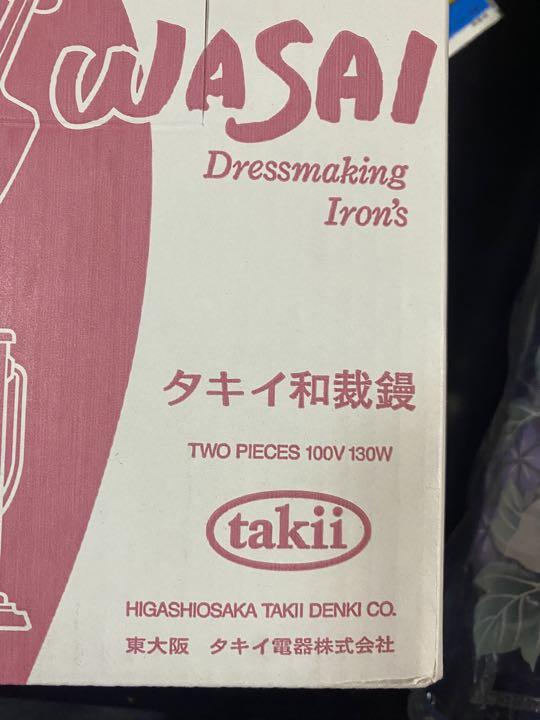 WASAI
Dressmaking
Iron's
タキイ和裁鏝
TWO PIECES 100V 130W
takii
HIGASHIOSAKA TAKII DENKI CO.
東大阪 タキイ電器株式会社